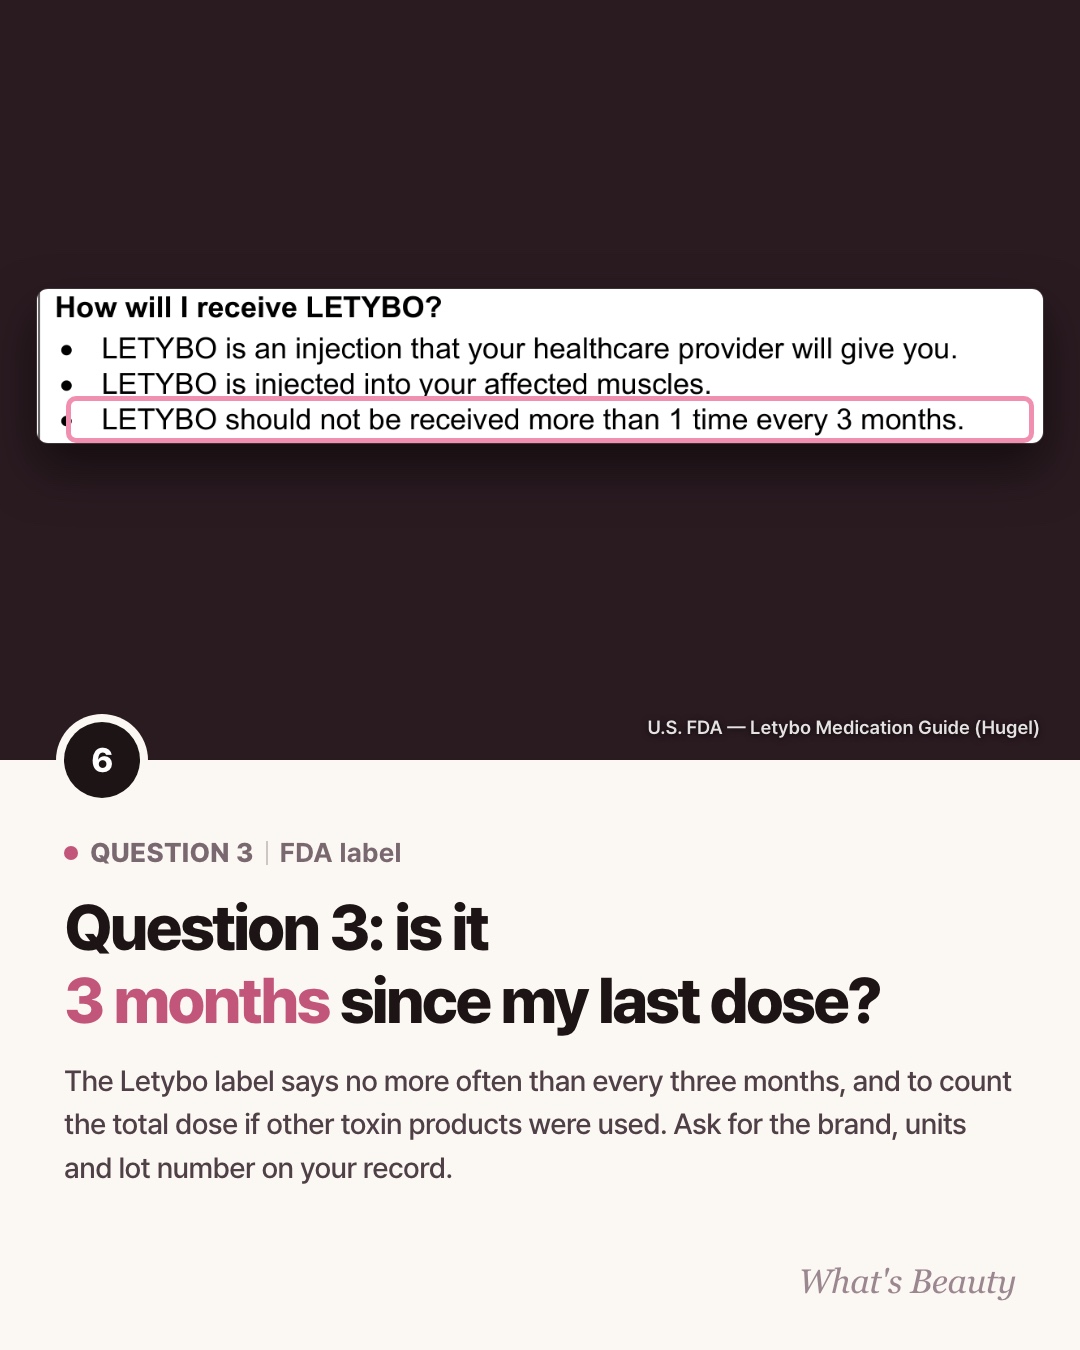 How will I receive LETYBO?
• LETYBO is an injection that your healthcare provider will give you.
• LETYBO is injected into your affected muscles.
• LETYBO should not be received more than 1 time every 3 months.
U.S. FDA — Letybo Medication Guide (Hugel)
6
QUESTION 3 | FDA label
Question 3: is it
3 months since my last dose?
The Letybo label says no more often than every three months, and to count
the total dose if other toxin products were used. Ask for the brand, units
and lot number on your record.
What's Beauty